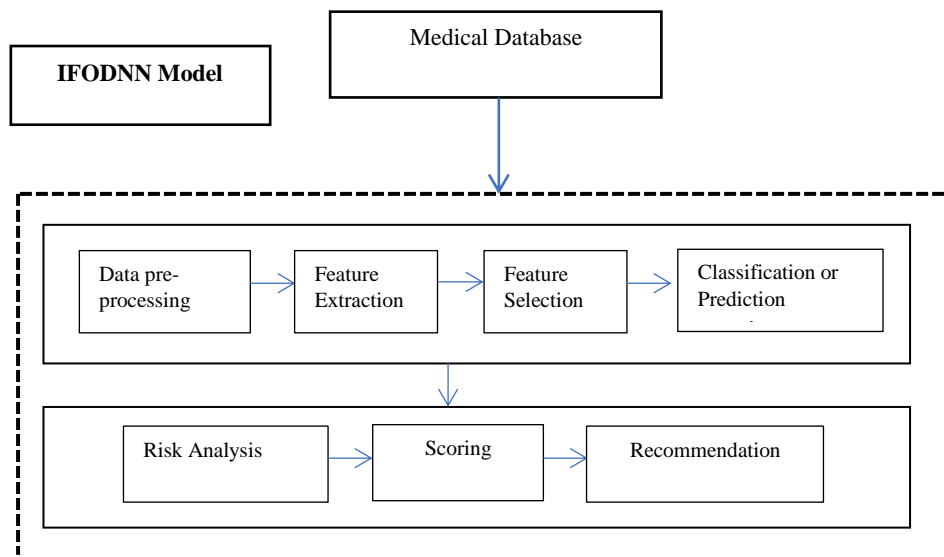 Medical Database
IFODNN Model
Data pre-
processing
Feature
Extraction
Feature
Selection
Classification or
Prediction
Risk Analysis
Scoring
Recommendation